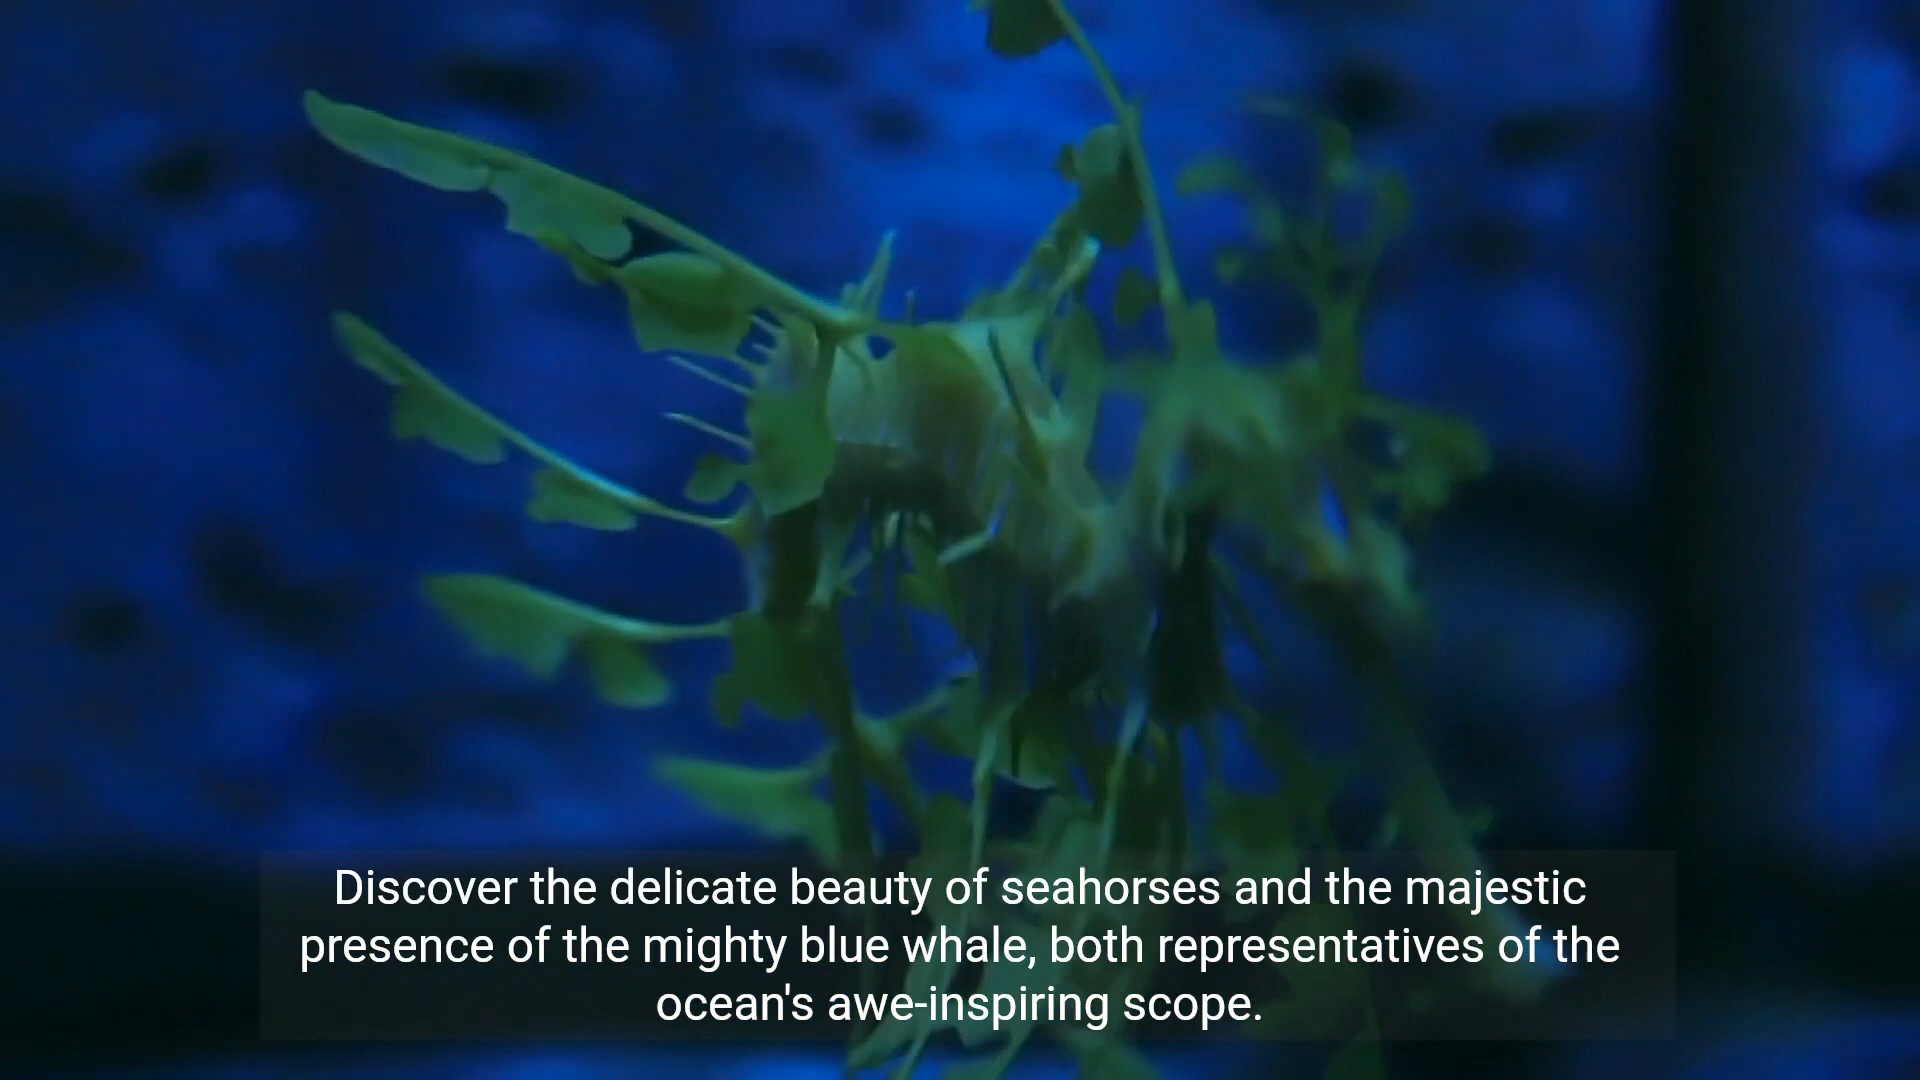 Discover the delicate beauty of seahorses and the majestic
presence of the mighty blue whale, both representatives of the
ocean's awe-inspiring scope.